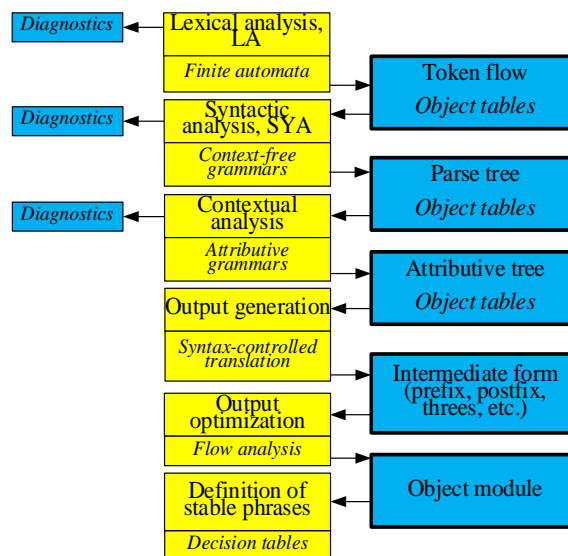 Diagnostics
Lexical analysis,
LA
Finite automata
Token flow
Object tables
Diagnostics
Syntactic
analysis, SYA
Context-free
grammars
Parse tree
Object tables
Diagnostics
Contextual
analysis
Attributive
grammars
Attributive tree
Object tables
Output generation
Syntax-controlled
translation
Intermediate form
(prefix, postfix,
threes, etc.)
Output
optimization
Flow analysis
Object module
Definition of
stable phrases
Decision tables